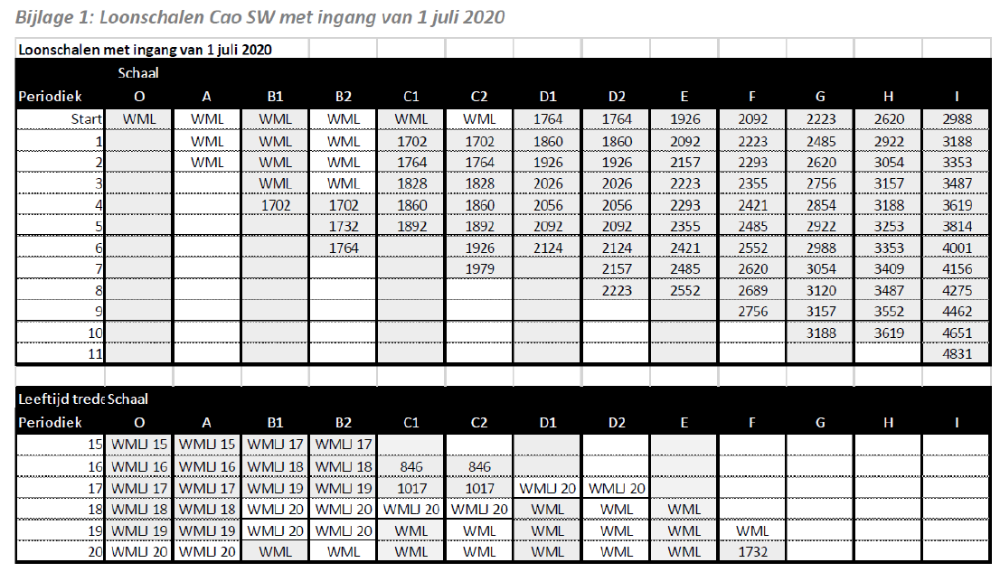 Bijlage 1: Loonschalen Cao SW met ingang van 1 juli 2020
Loonschalen met ingang van 1 juli 2020
Schaal
Periodiek O A B1 B2 C1 C2 D1 D2 E F G H I
Start WML WML WML WML WML WML 1764 1764 1926 2092 2223 2620 2988
1 WML WML WML 1702 1702 1860 1860 2092 2223 2485 2922 3188
2 WML WML WML 1764 1764 1926 1926 2157 2293 2620 3054 3353
3 WML WML 1828 1828 2026 2026 2223 2355 2756 3157 3487
4 1702 1702 1860 1860 2056 2056 2293 2421 2854 3188 3619
5 1732 1892 1892 2092 2092 2355 2485 2922 3253 3814
6 1764 1926 2124 2124 2421 2552 2988 3353 4001
7 1979 2157 2485 2620 3054 3409 4156
8 2223 2552 2689 3120 3487 4275
9 2756 3157 3552 4462
10 3188 3619 4651
11 4831
Leeftijd trede Schaal
Periodiek O A B1 B2 C1 C2 D1 D2 E F G H I
15 WMLJ 15 WMLJ 15 WMLJ 17 WMLJ 17
16 WMLJ 16 WMLJ 16 WMLJ 18 WMLJ 18 846 846
17 WMLJ 17 WMLJ 17 WMLJ 19 WMLJ 19 1017 1017 WMLJ 20 WMLJ 20
18 WMLJ 18 WMLJ 18 WMLJ 20 WMLJ 20 WMLJ 20 WMLJ 20 WML WML WML
19 WMLJ 19 WMLJ 19 WMLJ 20 WMLJ 20 WML WML WML WML WML WML
20 WMLJ 20 WMLJ 20 WML WML WML WML WML WML WML 1732